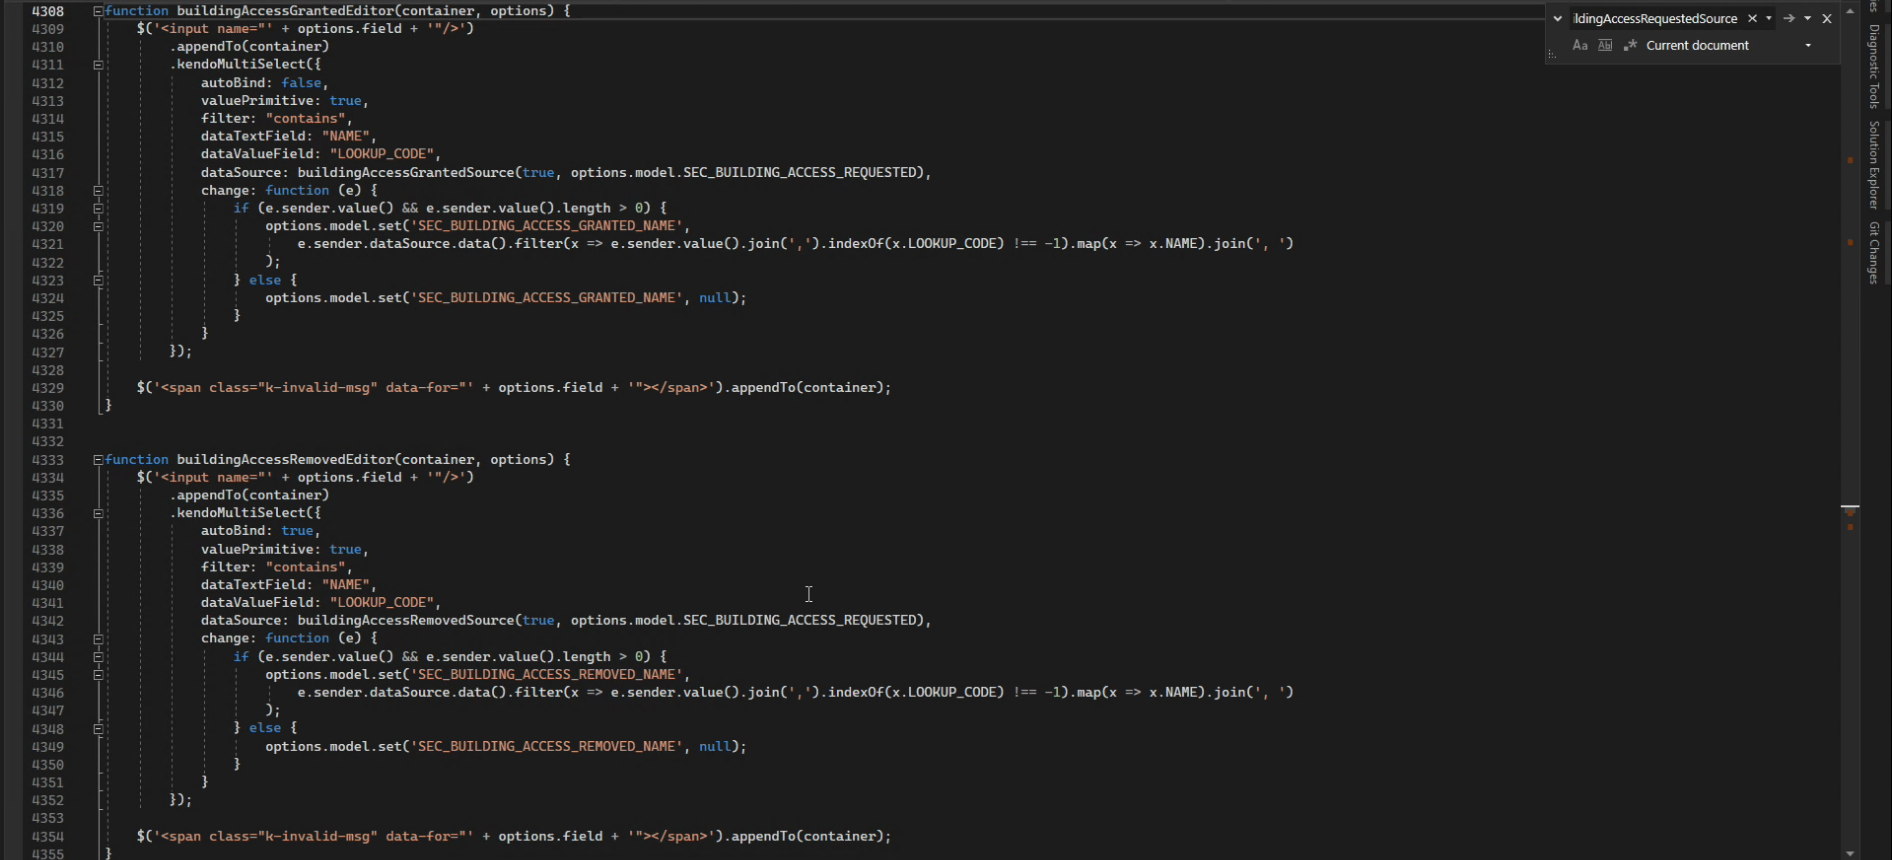 4308 function buildingAccessGrantedEditor(container, options) {
4309 $('<input name="' + options.field + '"/>')
4310 .appendTo(container)
4311 .kendoMultiSelect({
4312 autoBind: false,
4313 valuePrimitive: true,
4314 filter: "contains",
4315 dataTextField: "NAME",
4316 dataValueField: "LOOKUP_CODE",
4317 dataSource: buildingAccessGrantedSource(true, options.model.SEC_BUILDING_ACCESS_REQUESTED),
4318 change: function (e) {
4319 if (e.sender.value() && e.sender.value().length > 0) {
4320 options.model.set('SEC_BUILDING_ACCESS_GRANTED_NAME',
4321 e.sender.dataSource.data().filter(x => e.sender.value().join(',').indexOf(x.LOOKUP_CODE) !== -1).map(x => x.NAME).join(', ')
4322 );
4323 } else {
4324 options.model.set('SEC_BUILDING_ACCESS_GRANTED_NAME', null);
4325 }
4326 }
4327 });
4328
4329 $('<span class="k-invalid-msg" data-for="' + options.field + '"></span>').appendTo(container);
4330 }
4331
4332
4333 function buildingAccessRemovedEditor(container, options) {
4334 $('<input name="' + options.field + '"/>')
4335 .appendTo(container)
4336 .kendoMultiSelect({
4337 autoBind: true,
4338 valuePrimitive: true,
4339 filter: "contains",
4340 dataTextField: "NAME",
4341 dataValueField: "LOOKUP_CODE",
4342 dataSource: buildingAccessRemovedSource(true, options.model.SEC_BUILDING_ACCESS_REQUESTED),
4343 change: function (e) {
4344 if (e.sender.value() && e.sender.value().length > 0) {
4345 options.model.set('SEC_BUILDING_ACCESS_REMOVED_NAME',
4346 e.sender.dataSource.data().filter(x => e.sender.value().join(',').indexOf(x.LOOKUP_CODE) !== -1).map(x => x.NAME).join(', ')
4347 );
4348 } else {
4349 options.model.set('SEC_BUILDING_ACCESS_REMOVED_NAME', null);
4350 }
4351 }
4352 });
4353
4354 $('<span class="k-invalid-msg" data-for="' + options.field + '"></span>').appendTo(container);
4355 }
ildingAccessRequestedSource
Aa Ab .* Current document
Diagnostic Tools
Solution Explorer
Git Changes